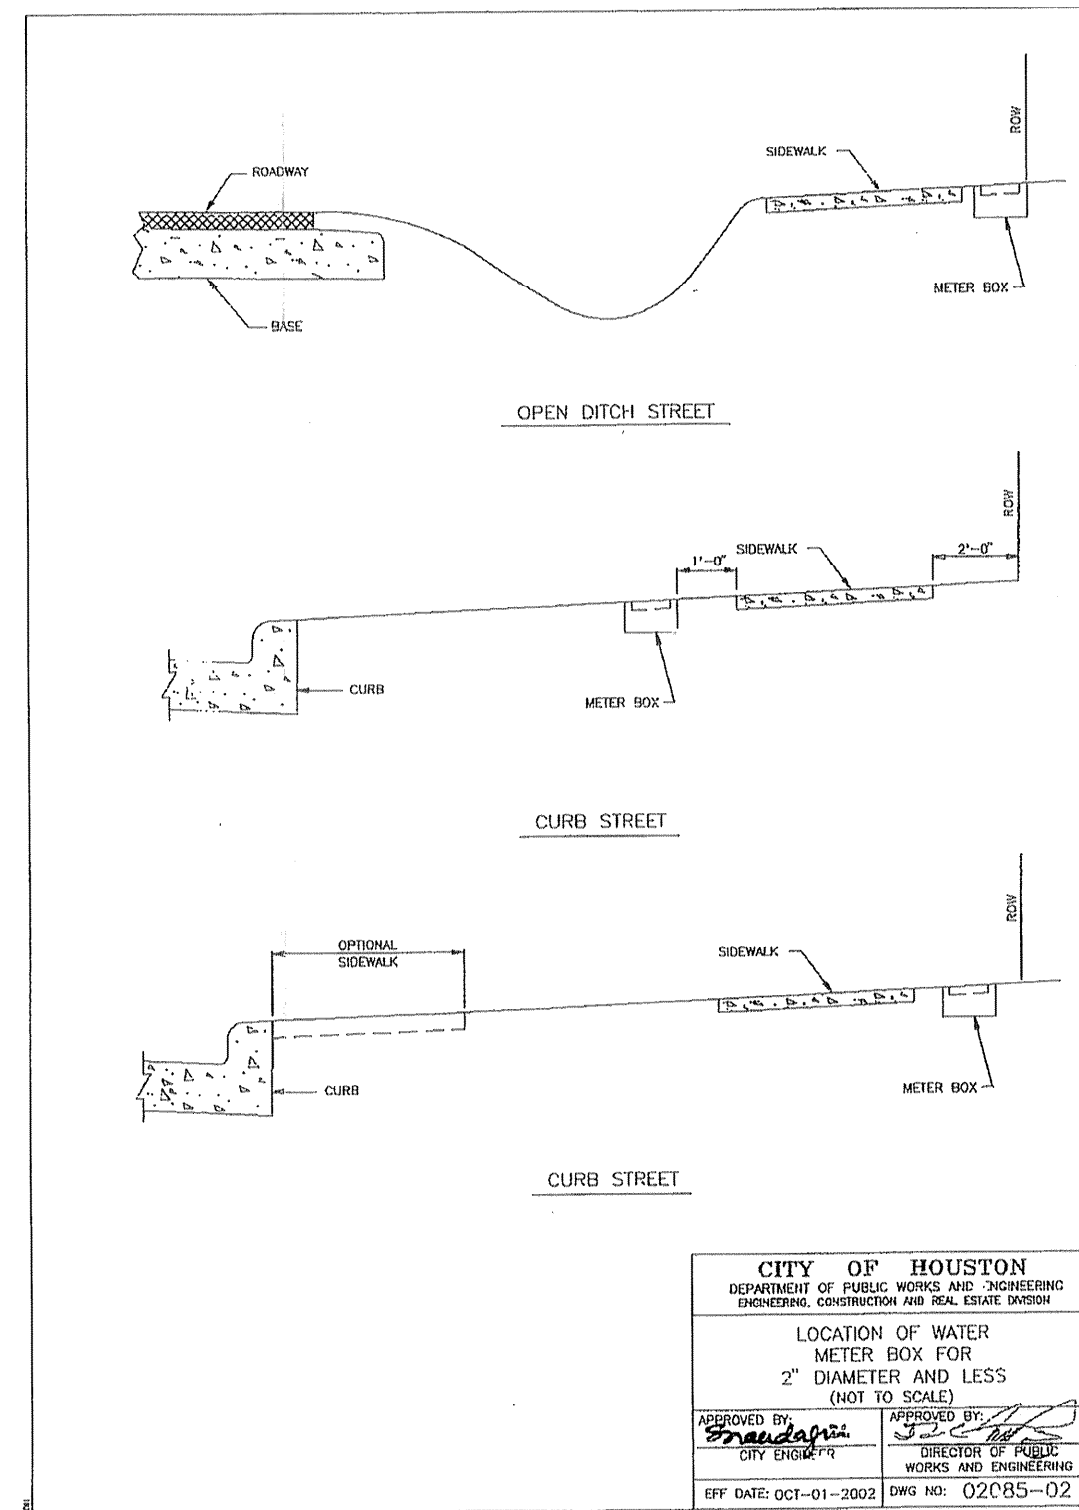 ROW
SIDEWALK
ROADWAY
METER BOX
BASE
OPEN DITCH STREET
ROW
SIDEWALK
2'-0"
1'-0"
CURB
METER BOX
CURB STREET
ROW
OPTIONAL
SIDEWALK
SIDEWALK
CURB
METER BOX
CURB STREET
CITY OF HOUSTON
DEPARTMENT OF PUBLIC WORKS AND ENGINEERING
ENGINEERING, CONSTRUCTION AND REAL ESTATE DIVISION
LOCATION OF WATER
METER BOX FOR
2" DIAMETER AND LESS
(NOT TO SCALE)
APPROVED BY:
CITY ENGINEER
APPROVED BY:
DIRECTOR OF PUBLIC
WORKS AND ENGINEERING
EFF DATE: OCT-01-2002
DWG NO: 02085-02